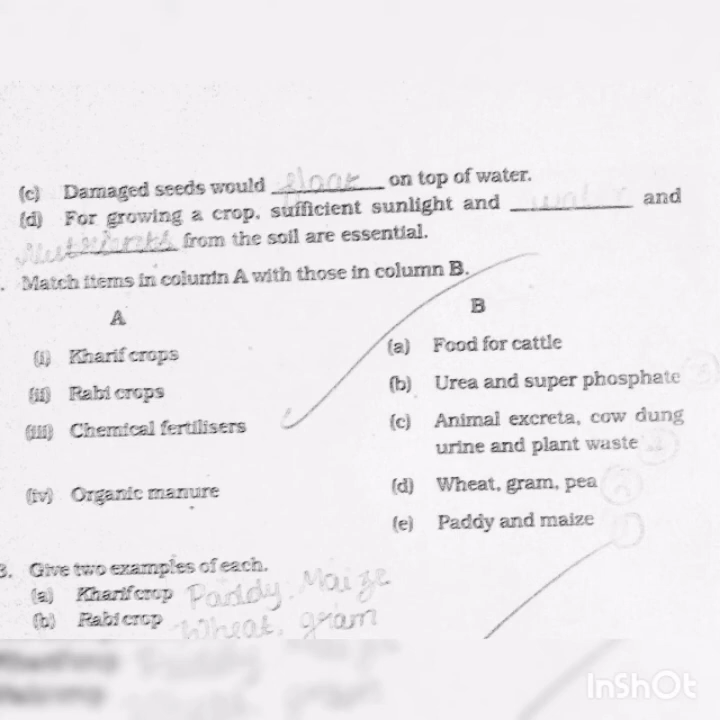 (c) Damaged seeds would float on top of water.
(d) For growing a crop, sufficient sunlight and water and
Nutrients from the soil are essential.
. Match items in column A with those in column B.
A B
(i) Kharif crops (a) Food for cattle
(ii) Rabi crops (b) Urea and super phosphate
(iii) Chemical fertilisers (c) Animal excreta, cow dung
urine and plant waste
(iv) Organic manure (d) Wheat, gram, pea
(e) Paddy and maize
3. Give two examples of each.
(a) Kharif crop Paddy, Maize
(b) Rabi crop Wheat, gram
InShOt